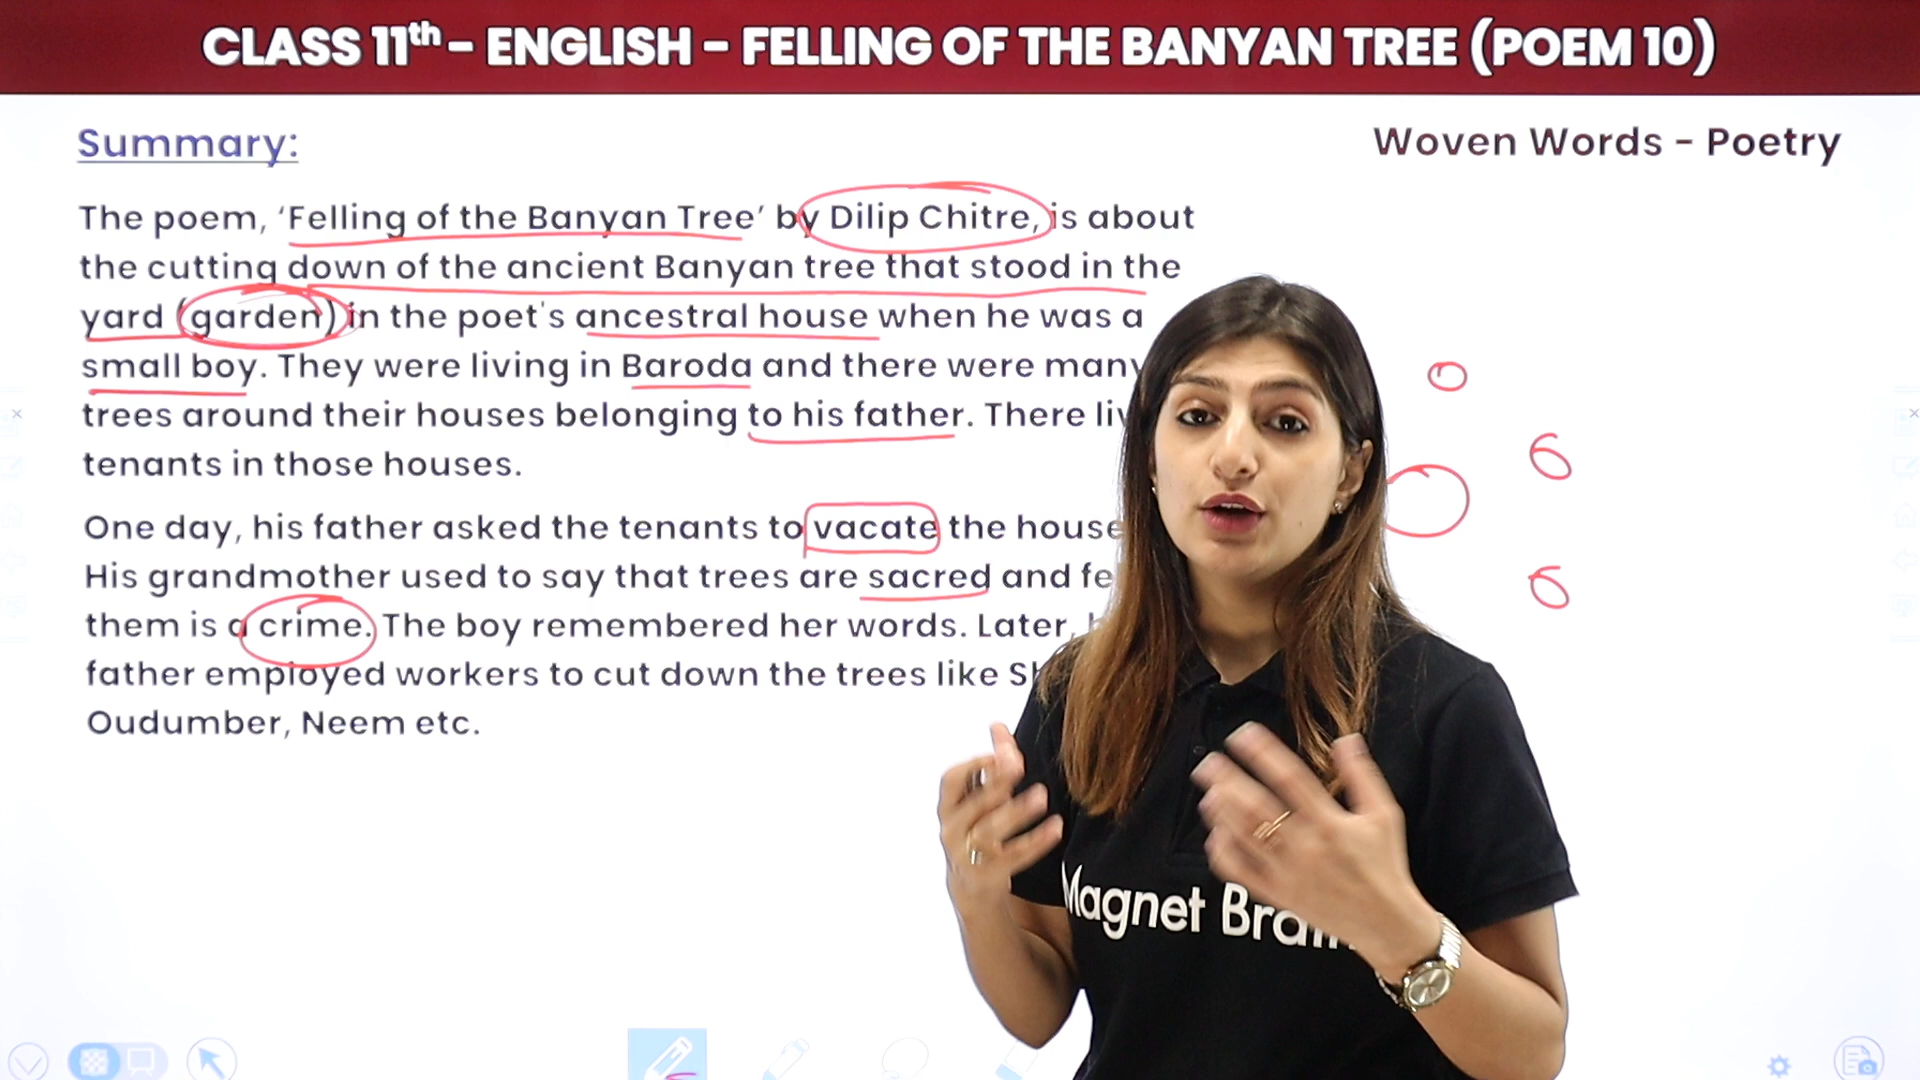 CLASS 11th - ENGLISH - FELLING OF THE BANYAN TREE (POEM 10)
Summary:
Woven Words - Poetry
The poem, ‘Felling of the Banyan Tree’ by Dilip Chitre, is about
the cutting down of the ancient Banyan tree that stood in the
yard (garden) in the poet's ancestral house when he was a
small boy. They were living in Baroda and there were many
trees around their houses belonging to his father. There
tenants in those houses.
One day, his father asked the tenants to vacate the house
His grandmother used to say that trees are sacred and
them is a crime. The boy remembered her words. Later,
father employed workers to cut down the trees like
Oudumber, Neem etc.
Magnet